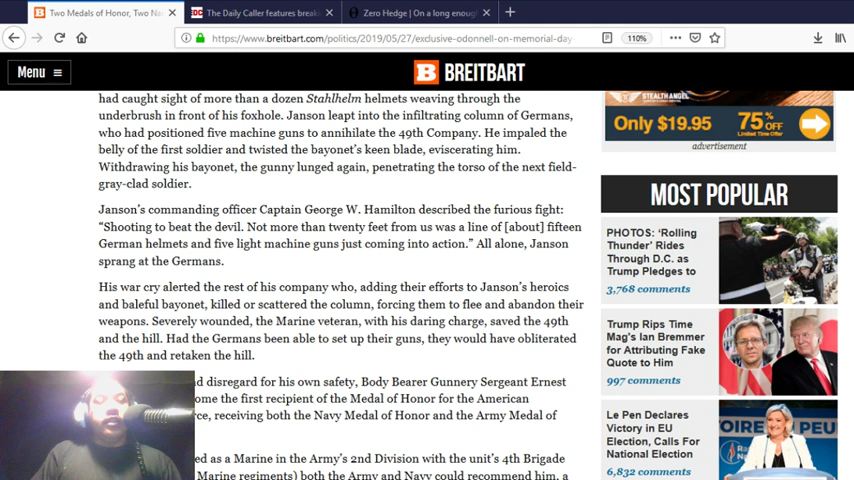 Two Medals of Honor, Two Na
The Daily Caller features break
Zero Hedge | On a long enoug
https://www.breitbart.com/politics/2019/05/27/exclusive-odonnell-on-memorial-day-
110%
Menu
B BREITBART
had caught sight of more than a dozen Stahlhelm helmets weaving through the
underbrush in front of his foxhole. Janson leapt into the infiltrating column of Germans,
who had positioned five machine guns to annihilate the 49th Company. He impaled the
belly of the first soldier and twisted the bayonet's keen blade, eviscerating him.
Withdrawing his bayonet, the gunny lunged again, penetrating the torso of the next field-
gray-clad soldier.
Janson's commanding officer Captain George W. Hamilton described the furious fight:
“Shooting to beat the devil. Not more than twenty feet from us was a line of [about] fifteen
German helmets and five light machine guns just coming into action.” All alone, Janson
sprang at the Germans.
His war cry alerted the rest of his company who, adding their efforts to Janson's heroics
and baleful bayonet, killed or scattered the column, forcing them to flee and abandon their
weapons. Severely wounded, the Marine veteran, with his daring charge, saved the 49th
and the hill. Had the Germans been able to set up their guns, they would have obliterated
the 49th and retaken the hill.
d disregard for his own safety, Body Bearer Gunnery Sergeant Ernest
ome the first recipient of the Medal of Honor for the American
rce, receiving both the Navy Medal of Honor and the Army Medal of
ed as a Marine in the Army's 2nd Division with the unit's 4th Brigade
Marine regiments) both the Army and Navy could recommend him, a
STEALTH ANGEL
Only $19.95
75% OFF
Limited Time Offer
advertisement
MOST POPULAR
PHOTOS: 'Rolling
Thunder' Rides
Through D.C. as
Trump Pledges to
3,768 comments
Trump Rips Time
Mag's Ian Bremmer
for Attributing Fake
Quote to Him
997 comments
Le Pen Declares
Victory in EU
Election, Calls For
National Election
6,832 comments